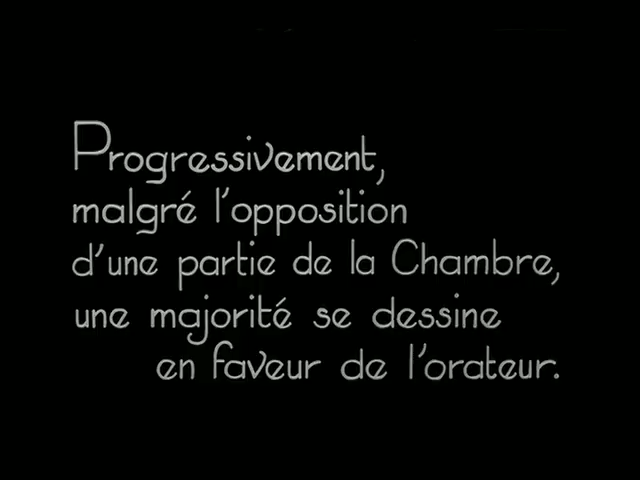 Progressivement,
malgré l'opposition
d'une partie de la Chambre,
une majorité se dessine
en faveur de l'orateur.